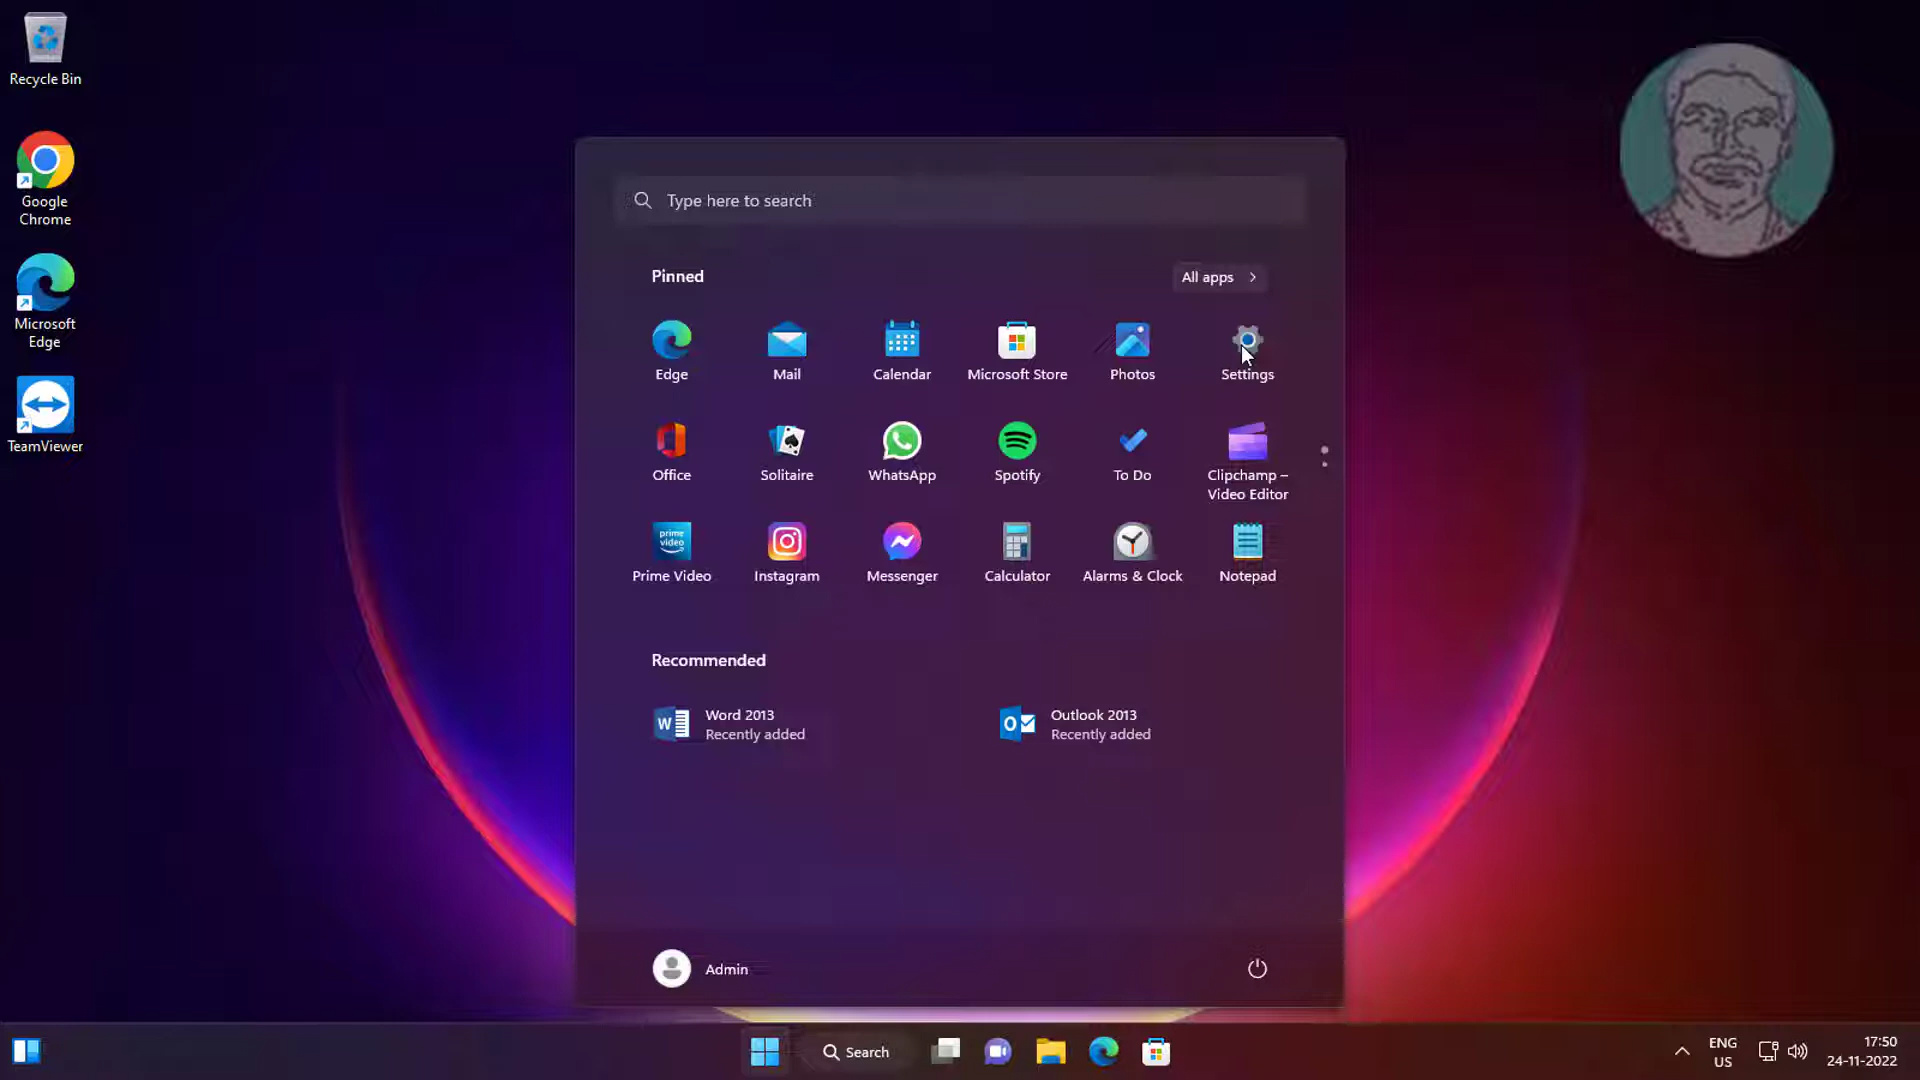 Recycle Bin
Google
Chrome
Microsoft
Edge
TeamViewer
Type here to search
Pinned
All apps
Edge
Mail
Calendar
Microsoft Store
Photos
Settings
Office
Solitaire
WhatsApp
Spotify
To Do
Clipchamp –
Video Editor
prime
video
Prime Video
Instagram
Messenger
Calculator
Alarms & Clock
Notepad
Recommended
W
Word 2013
Recently added
O
Outlook 2013
Recently added
Admin
Search
ENG
US
17:50
24-11-2022